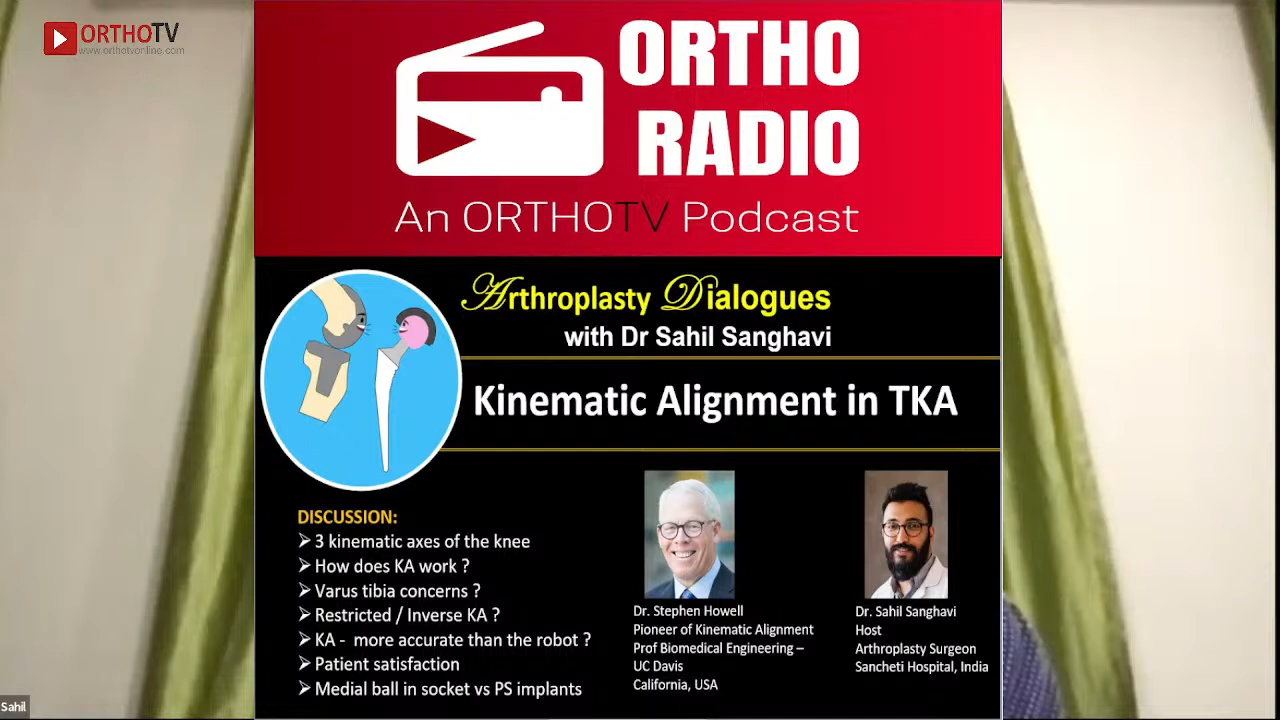 ORTHOTV
www.orthotvonline.com
ORTHO
RADIO
An ORTHOTV Podcast
Arthroplasty Dialogues
with Dr Sahil Sanghavi
Kinematic Alignment in TKA
DISCUSSION:
➢ 3 kinematic axes of the knee
➢ How does KA work ?
➢ Varus tibia concerns ?
➢ Restricted / Inverse KA ?
➢ KA - more accurate than the robot ?
➢ Patient satisfaction
➢ Medial ball in socket vs PS implants
Dr. Stephen Howell
Pioneer of Kinematic Alignment
Prof Biomedical Engineering –
UC Davis
California, USA
Dr. Sahil Sanghavi
Host
Arthroplasty Surgeon
Sancheti Hospital, India
Sahil